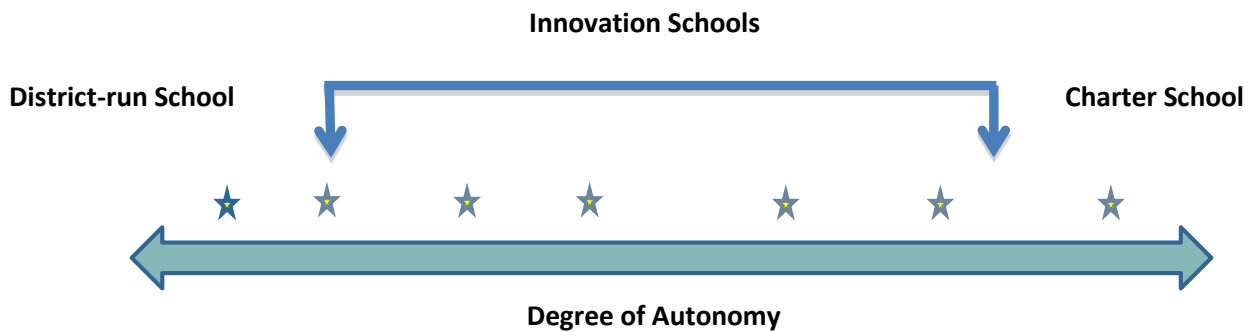 Innovation Schools
District-run School
Charter School
Degree of Autonomy